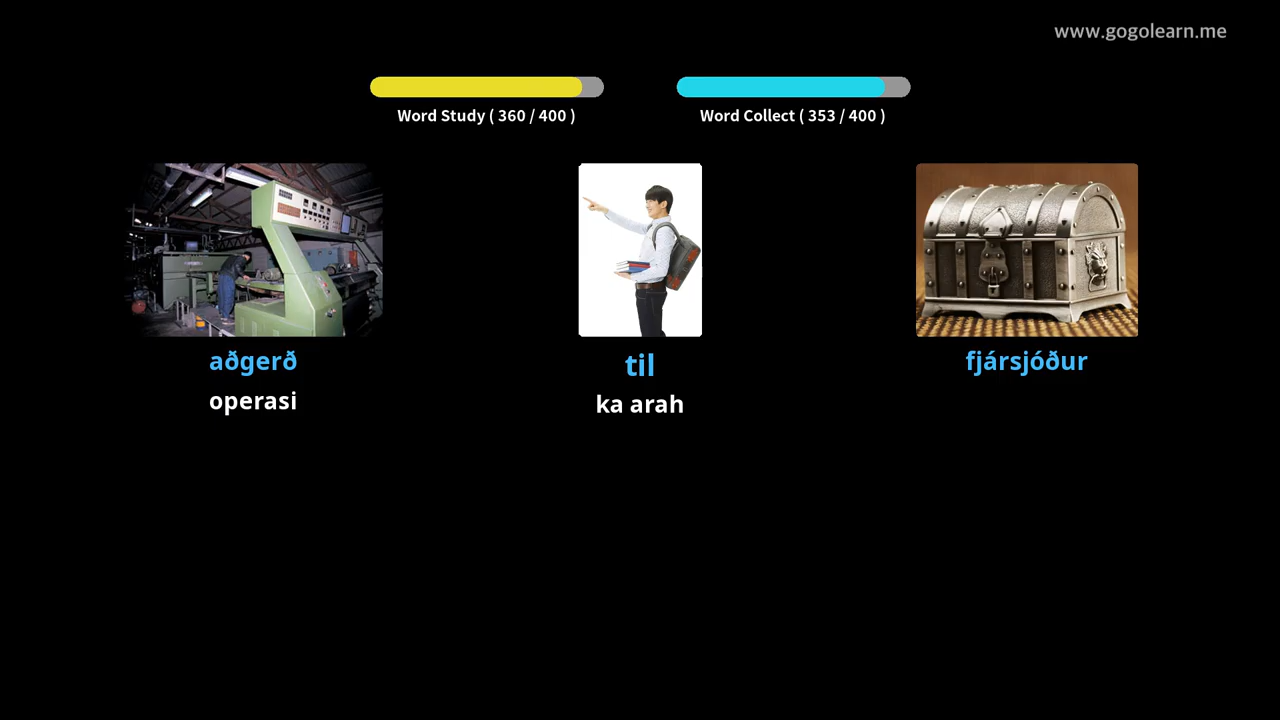 www.gogolearn.me
Word Study ( 360 / 400 )
Word Collect ( 353 / 400 )
aðgerð
operasi
til
ka arah
fjársjóður